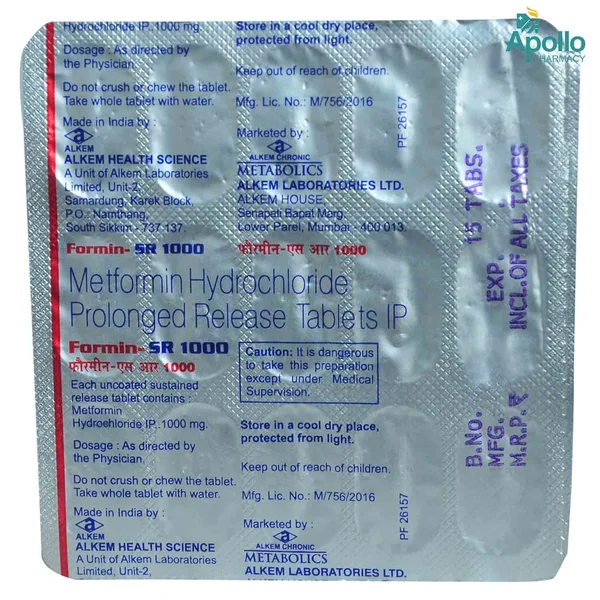 Apollo
PHARMACY
Hydrochloride IP..1000 mg.
Dosage : As directed by
the Physician.
Do not crush or chew the tablet.
Take whole tablet with water.
Made in India by :
a
ALKEM
ALKEM HEALTH SCIENCE
A Unit of Alkem Laboratories
Limited, Unit-2,
Samardung, Karek Block,
P.O.: Namthang,
South Sikkim - 737 137.
Store in a cool dry place,
protected from light.
Keep out of reach of children.
Mfg. Lic. No.: M/756/2016
Marketed by :
a
ALKEM CHRONIC
METABOLICS
ALKEM LABORATORIES LTD.
ALKEM HOUSE,
Senapati Bapat Marg,
Lower Parel, Mumbai - 400 013.
PF 26157
Formin- SR 1000
फौरमीन-एस आर 1000
Metformin Hydrochloride
Prolonged Release Tablets IP
Formin- SR 1000
फौरमीन-एस आर 1000
Each uncoated sustained
release tablet contains :
Metformin
Hydrochloride IP..1000 mg.
Dosage : As directed by
the Physician.
Do not crush or chew the tablet.
Take whole tablet with water.
Made in India by :
a
ALKEM
ALKEM HEALTH SCIENCE
A Unit of Alkem Laboratories
Limited, Unit-2,
Caution: It is dangerous
to take this preparation
except under Medical
Supervision.
Store in a cool dry place,
protected from light.
Keep out of reach of children.
Mfg. Lic. No.: M/756/2016
Marketed by :
a
ALKEM CHRONIC
METABOLICS
ALKEM LABORATORIES LTD.
PF 26157
B.No. 15 TABS.
MFG. EXP.
M.R.P.₹ INCL.OF ALL TAXES